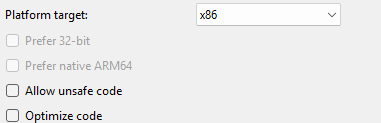 Platform target: x86
Prefer 32-bit
Prefer native ARM64
Allow unsafe code
Optimize code